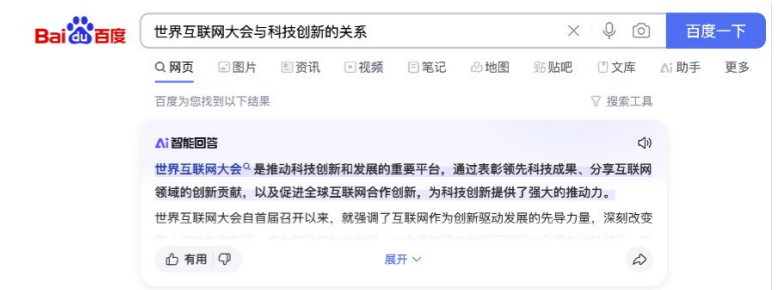 Bai du 百度
世界互联网大会与科技创新的关系
百度一下
网页 图片 资讯 视频 笔记 地图 贴吧 文库 Ai 助手 更多
百度为您找到以下结果 搜索工具
Ai 智能回答
世界互联网大会是推动科技创新和发展的重要平台，通过表彰领先科技成果、分享互联网
领域的创新贡献，以及促进全球互联网合作创新，为科技创新提供了强大的推动力。
世界互联网大会自首届召开以来，就强调了互联网作为创新驱动发展的先导力量，深刻改变
有用 展开